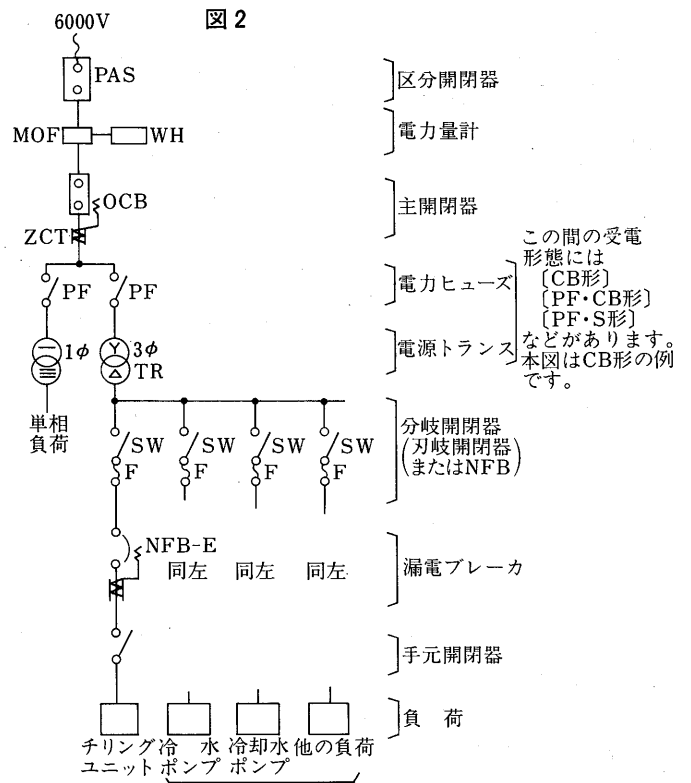 図2
6000V
PAS
区分開閉器
MOF
WH
電力量計
OCB
主開閉器
ZCT
PF
PF
電力ヒューズ
この間の受電
形態には
〔CB形〕
〔PF・CB形〕
〔PF・S形〕
などがあります。
本図はCB形の例
です。
1φ
3φ
TR
電源トランス
単相
負荷
SW
SW
SW
SW
F
F
F
F
分岐開閉器
(刃岐開閉器
またはNFB)
NFB-E
同左
同左
同左
漏電ブレーカ
手元開閉器
負荷
チリング
ユニット
冷水
ポンプ
冷却水
ポンプ
他の負荷